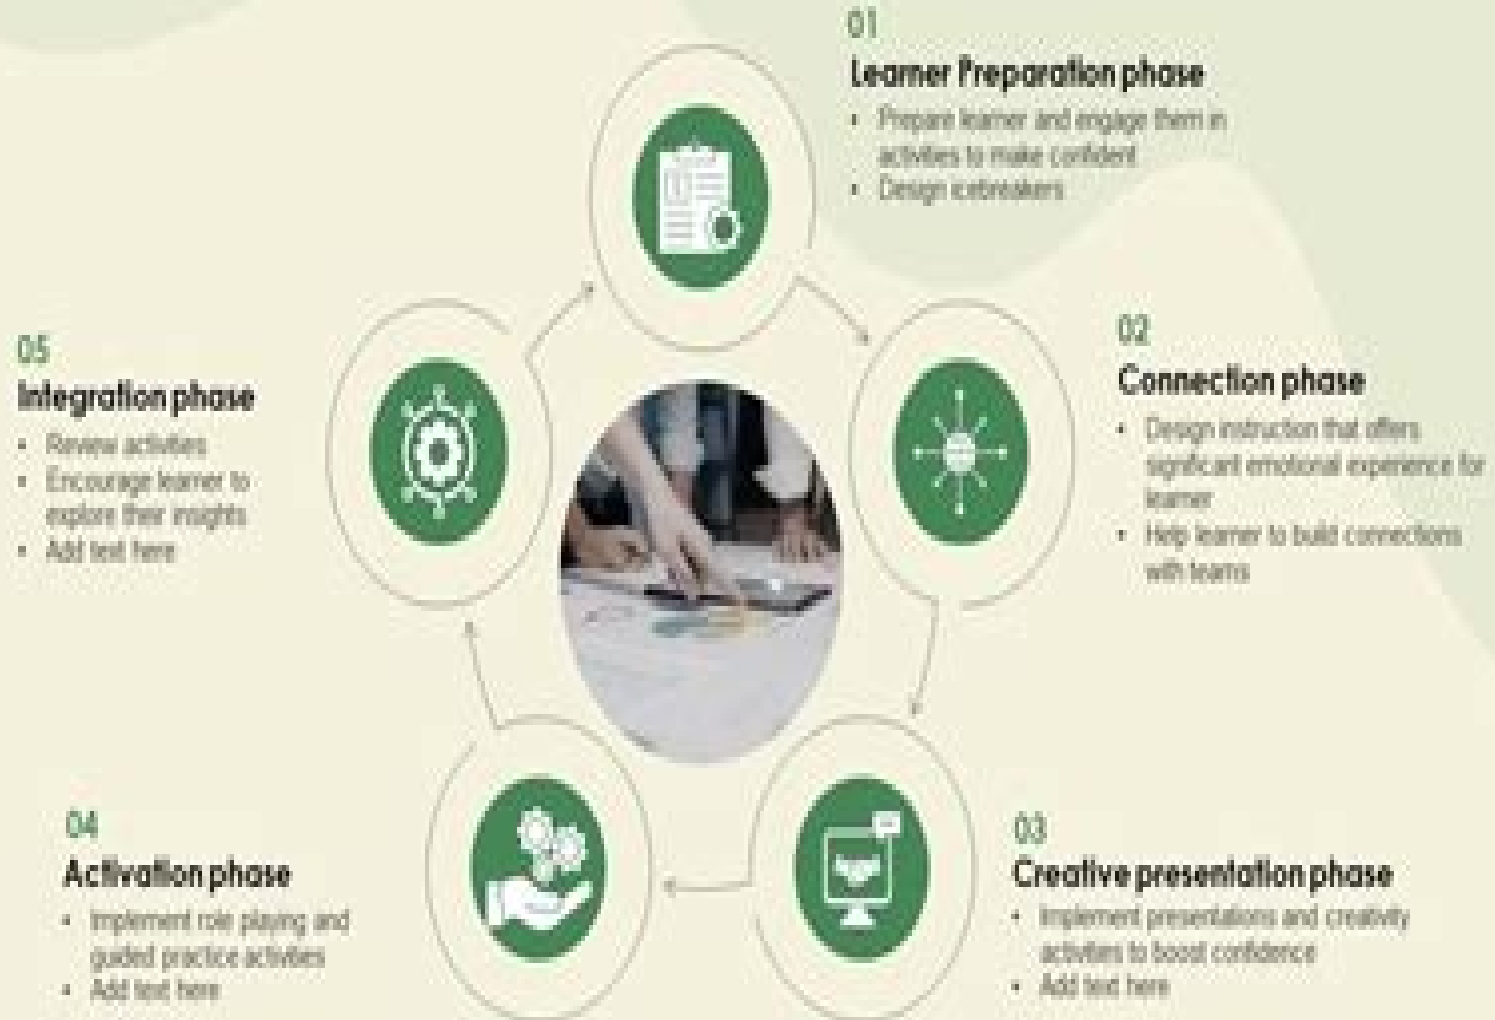 01
Learner Preparation phase
• Prepare learner and engage them in
activities to make confident
• Design icebreakers
02
Connection phase
• Design instruction that offers
significant emotional experience for
learner
• Help learner to build connections
with teams
03
Creative presentation phase
• Implement presentations and creativity
activities to boost confidence
• Add text here
04
Activation phase
• Implement role playing and
guided practice activities
• Add text here
05
Integration phase
• Review activities
• Encourage learner to
explore their insights
• Add text here